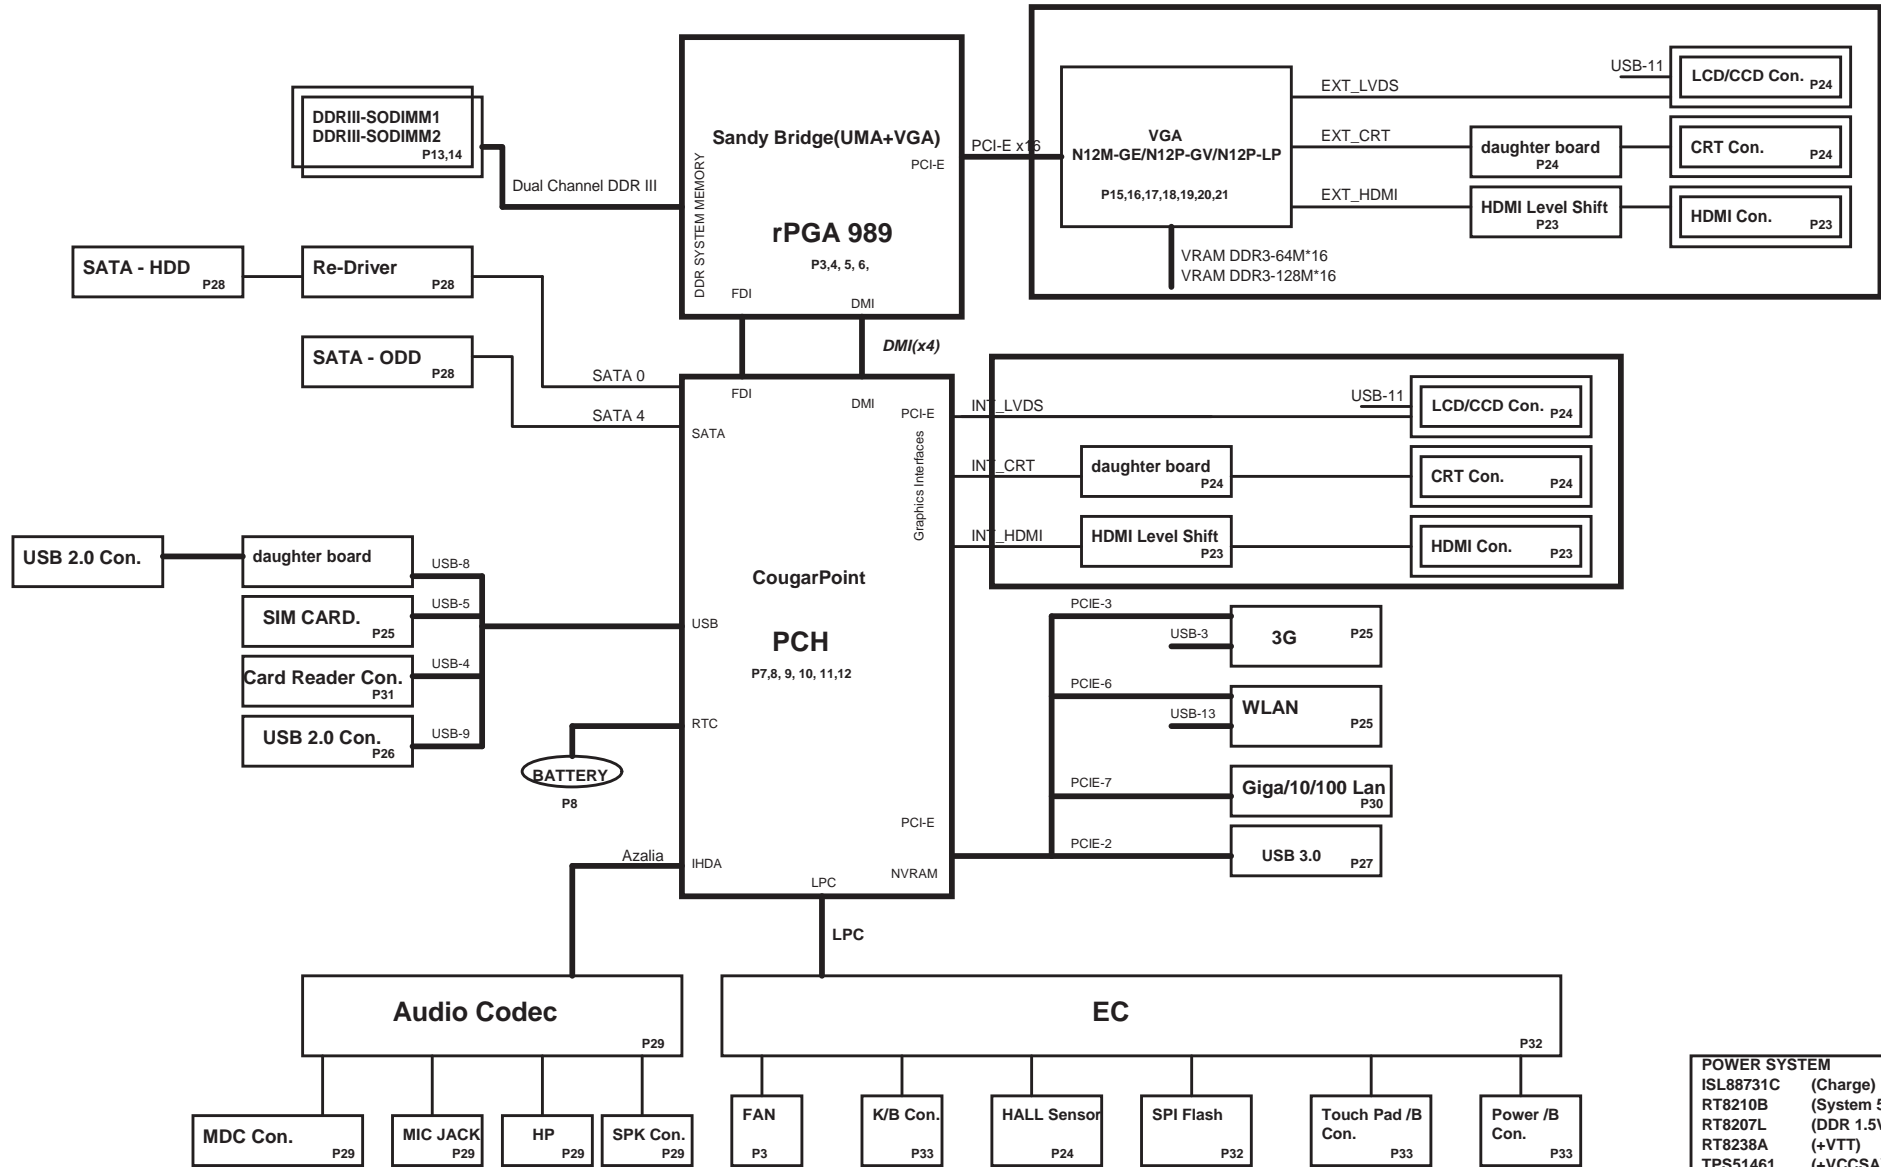 DDRIII-SODIMM1
DDRIII-SODIMM2
P13,14
Dual Channel DDR III
Sandy Bridge(UMA+VGA)
PCI-E
DDR SYSTEM MEMORY
rPGA 989
P3,4, 5, 6,
FDI
DMI
PCI-E x16
VGA
N12M-GE/N12P-GV/N12P-LP
P15,16,17,18,19,20,21
VRAM DDR3-64M*16
VRAM DDR3-128M*16
EXT_LVDS
USB-11
LCD/CCD Con.
P24
EXT_CRT
daughter board
P24
CRT Con.
P24
EXT_HDMI
HDMI Level Shift
P23
HDMI Con.
P23
SATA - HDD
P28
Re-Driver
P28
SATA - ODD
P28
SATA 0
SATA 4
DMI(x4)
FDI
DMI
PCI-E
SATA
Graphics Interfaces
INT_LVDS
USB-11
LCD/CCD Con.
P24
INT_CRT
daughter board
P24
CRT Con.
P24
INT_HDMI
HDMI Level Shift
P23
HDMI Con.
P23
USB 2.0 Con.
daughter board
USB-8
SIM CARD.
P25
USB-5
Card Reader Con.
P31
USB-4
USB 2.0 Con.
P26
USB-9
USB
CougarPoint
PCH
P7,8, 9, 10, 11,12
RTC
BATTERY
P8
PCI-E
NVRAM
Azalia
IHDA
LPC
LPC
PCIE-3
USB-3
3G
P25
PCIE-6
USB-13
WLAN
P25
PCIE-7
Giga/10/100 Lan
P30
PCIE-2
USB 3.0
P27
Audio Codec
P29
EC
P32
MDC Con.
P29
MIC JACK
P29
HP
P29
SPK Con.
P29
FAN
P3
K/B Con.
P33
HALL Sensor
P24
SPI Flash
P32
Touch Pad /B
Con.
P33
Power /B
Con.
P33
POWER SYSTEM
ISL88731C (Charge)
RT8210B (System 5
RT8207L (DDR 1.5V
RT8238A (+VTT)
TPS51461 (+VCCSA